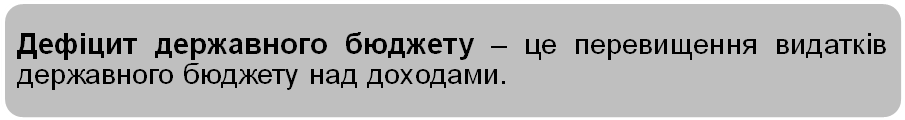 Дефіцит державного бюджету – це перевищення видатків
державного бюджету над доходами.